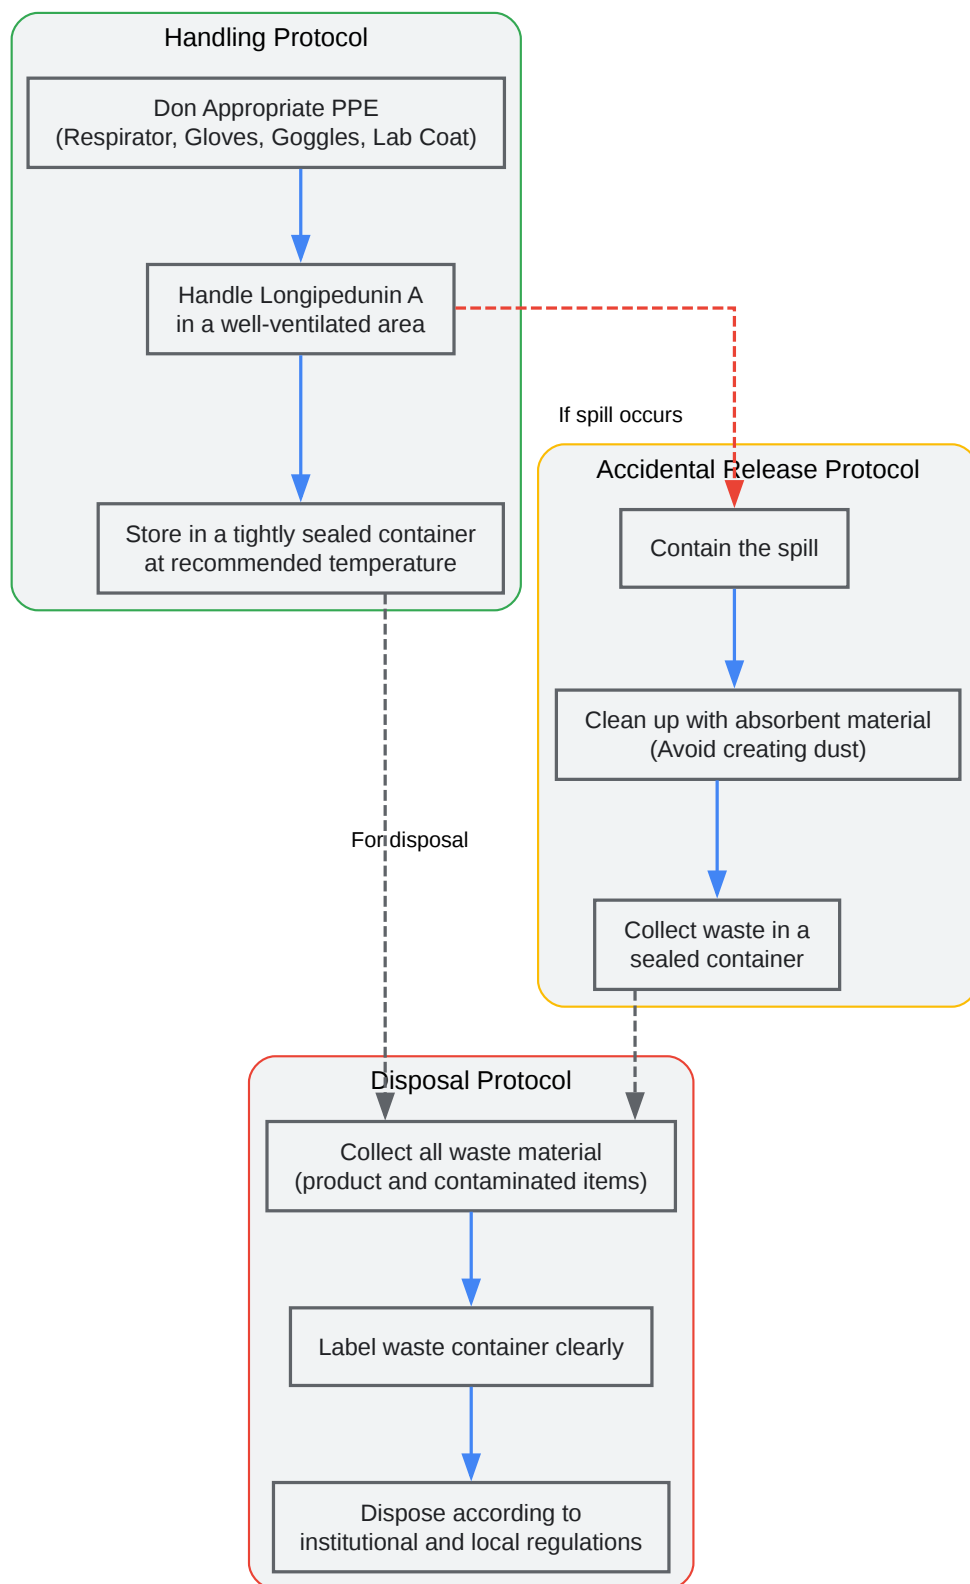 Handling Protocol
Don Appropriate PPE
(Respirator, Gloves, Goggles, Lab Coat)
Handle Longipedunin A
in a well-ventilated area
Store in a tightly sealed container
at recommended temperature
If spill occurs
Accidental Release Protocol
Contain the spill
Clean up with absorbent material
(Avoid creating dust)
Collect waste in a
sealed container
For disposal
Disposal Protocol
Collect all waste material
(product and contaminated items)
Label waste container clearly
Dispose according to
institutional and local regulations